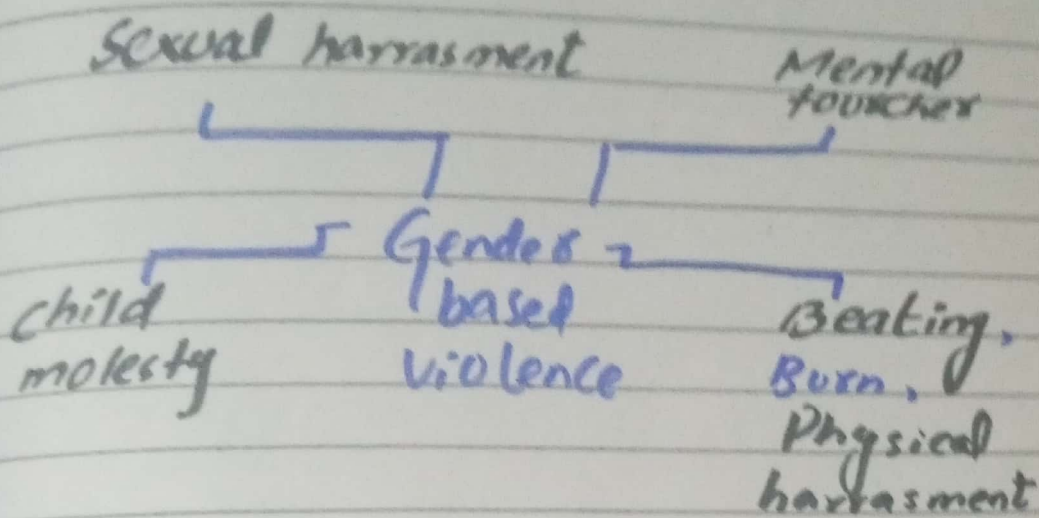 Sexual harrasment
Mental
tourcher
Gender
based
violence
child
molesty
Beating,
Burn,
Physical
harrasment